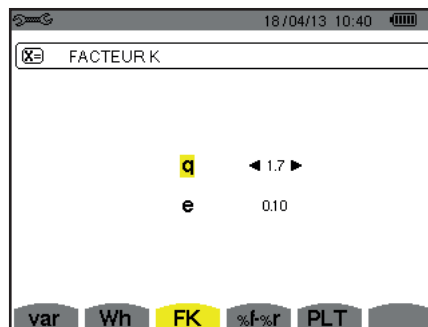 18/04/13 10:40
X= FACTEUR K
q ◄ 1.7 ►
e 0.10
var Wh FK %f-%r PLT